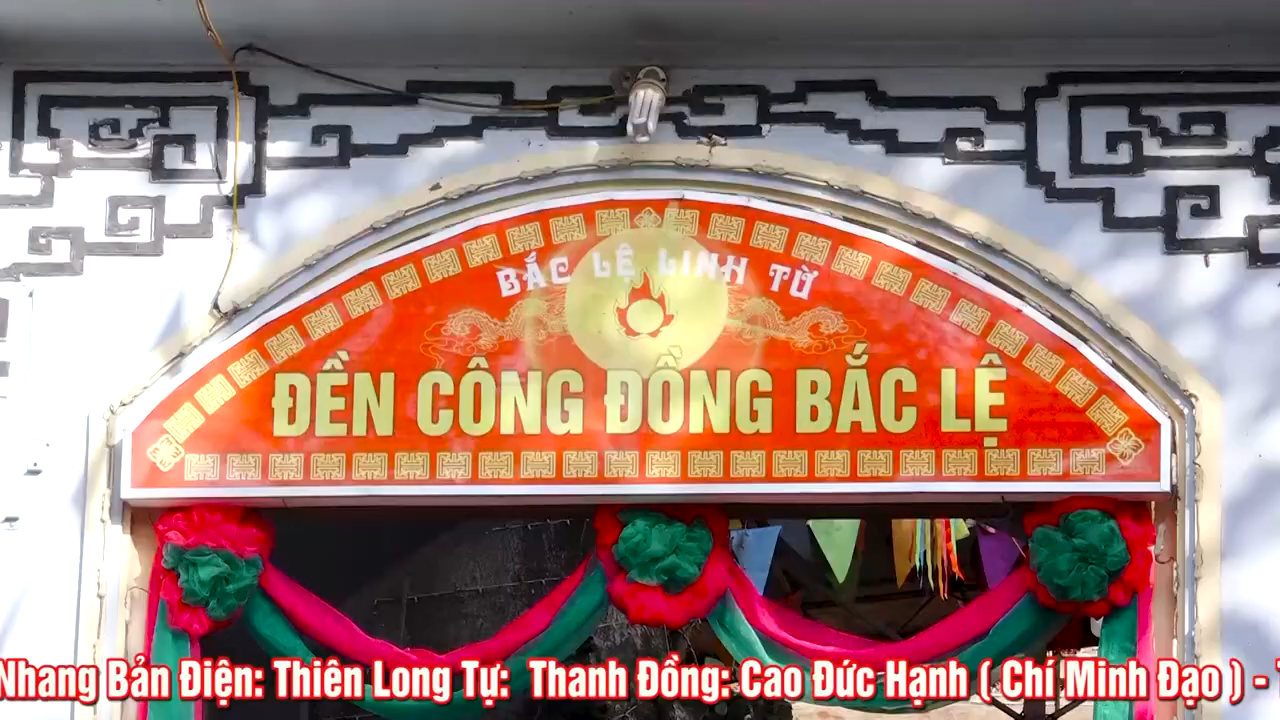 BẮC LỆ LINH TỪ
ĐỀN CÔNG ĐỒNG BẮC LỆ
Nhang Bản Điện: Thiên Long Tự: Thanh Đồng: Cao Đức Hạnh ( Chí Minh Đạo ) -